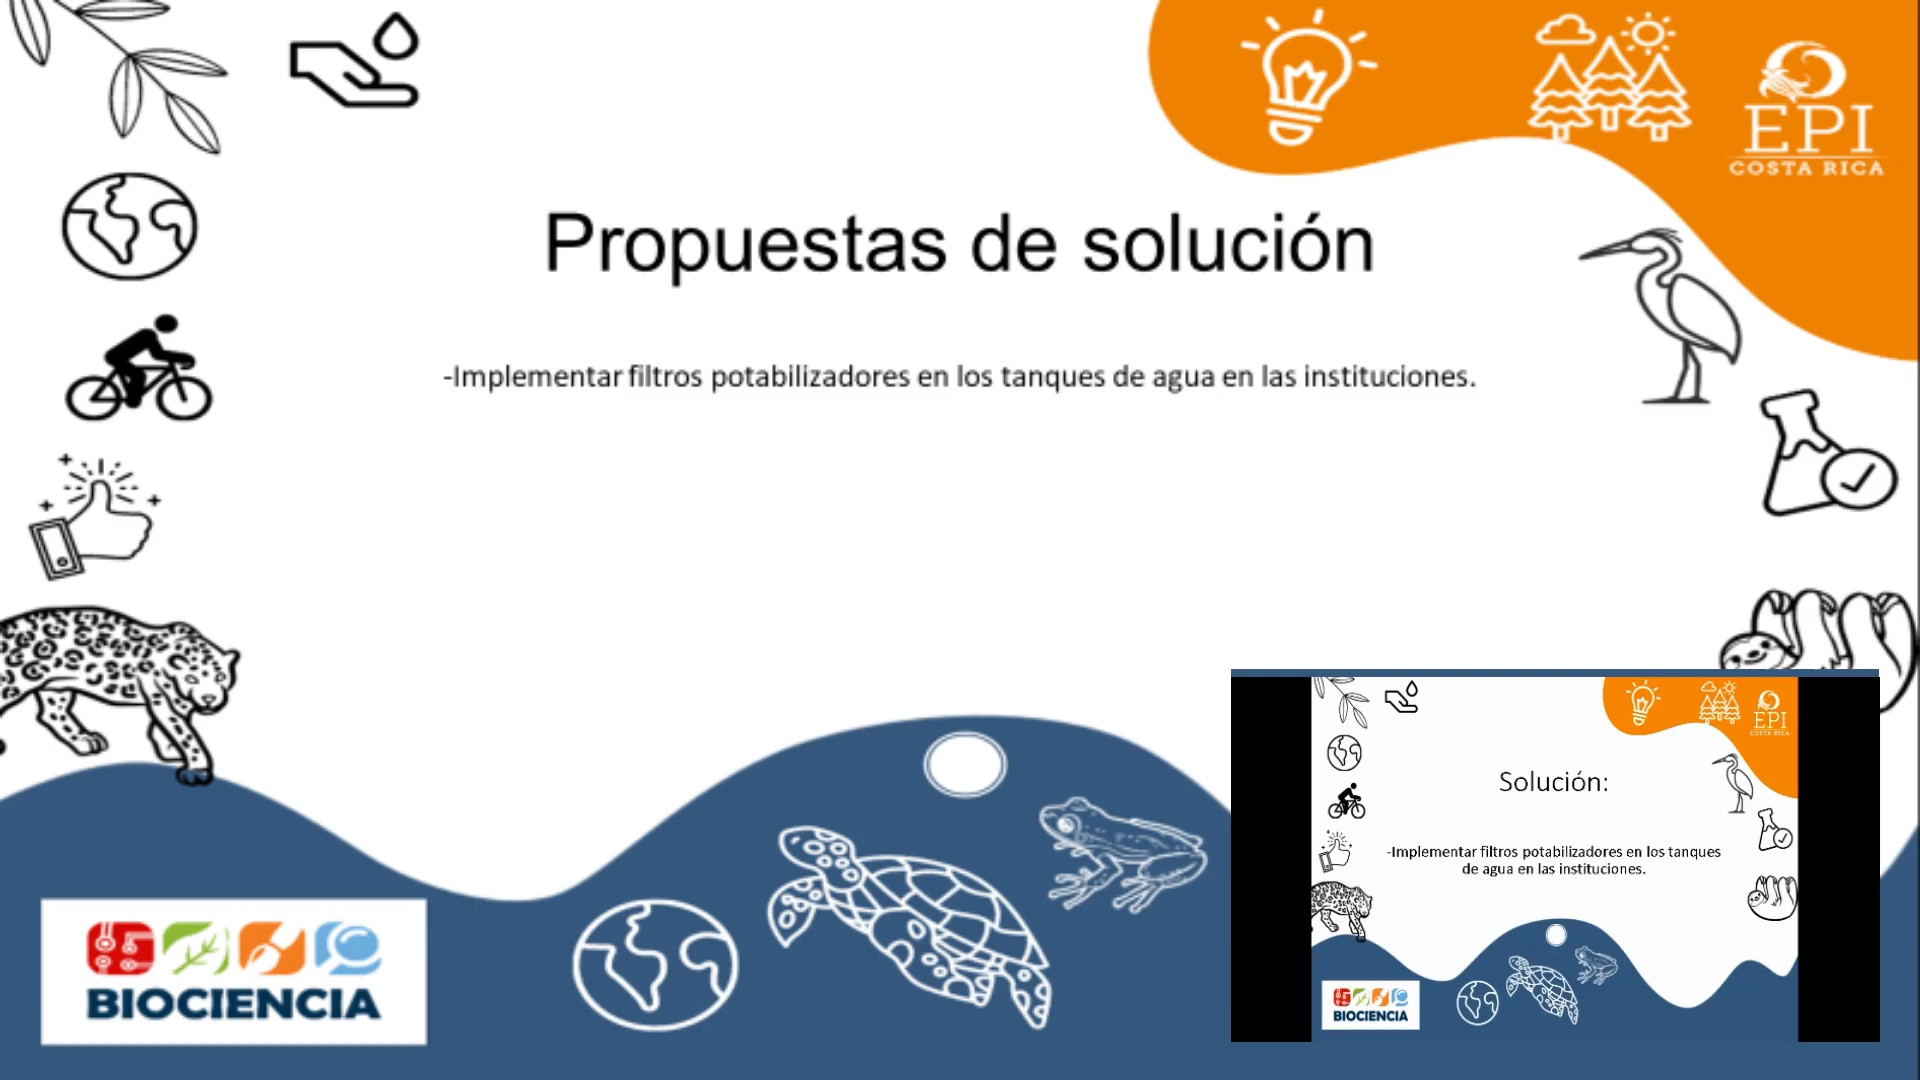 EPI
COSTA RICA
Propuestas de solución
-Implementar filtros potabilizadores en los tanques de agua en las instituciones.
BIOCIENCIA
EPI
COSTA RICA
Solución:
-Implementar filtros potabilizadores en los tanques
de agua en las instituciones.
BIOCIENCIA